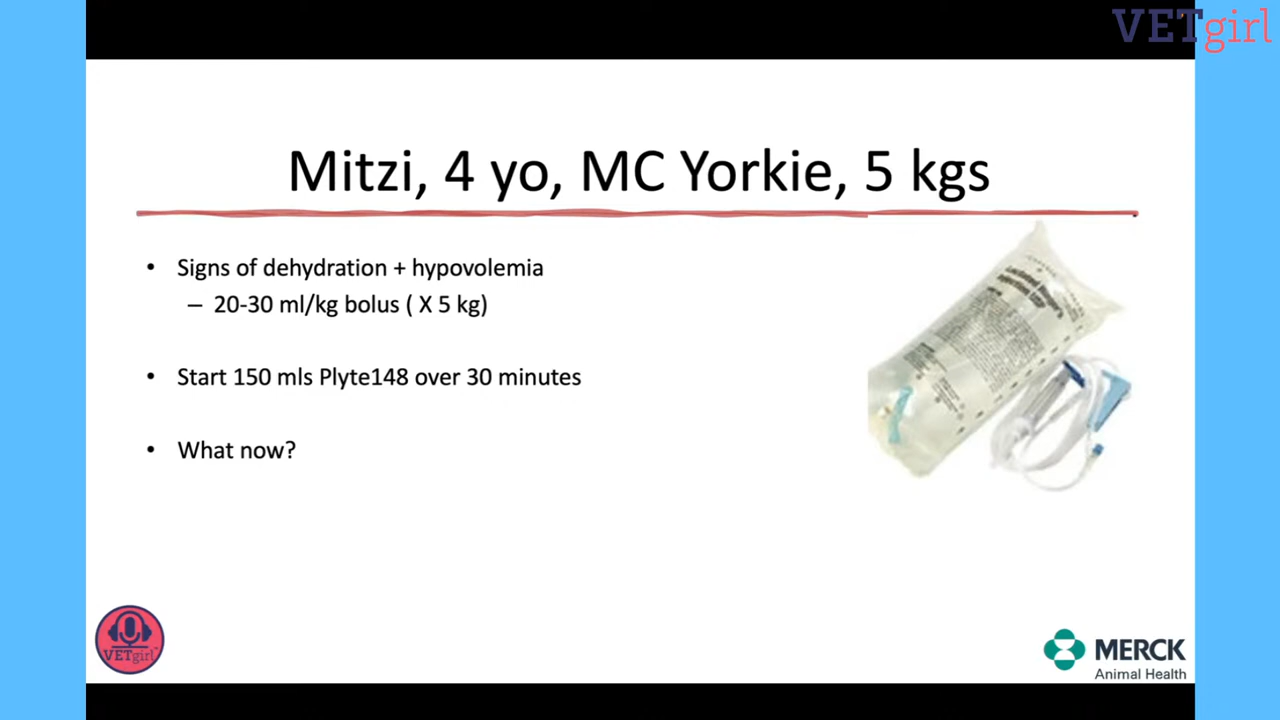 VETgirl
Mitzi, 4 yo, MC Yorkie, 5 kgs
• Signs of dehydration + hypovolemia
– 20-30 ml/kg bolus ( X 5 kg)
• Start 150 mls Plyte148 over 30 minutes
• What now?
VETgirl
MERCK
Animal Health